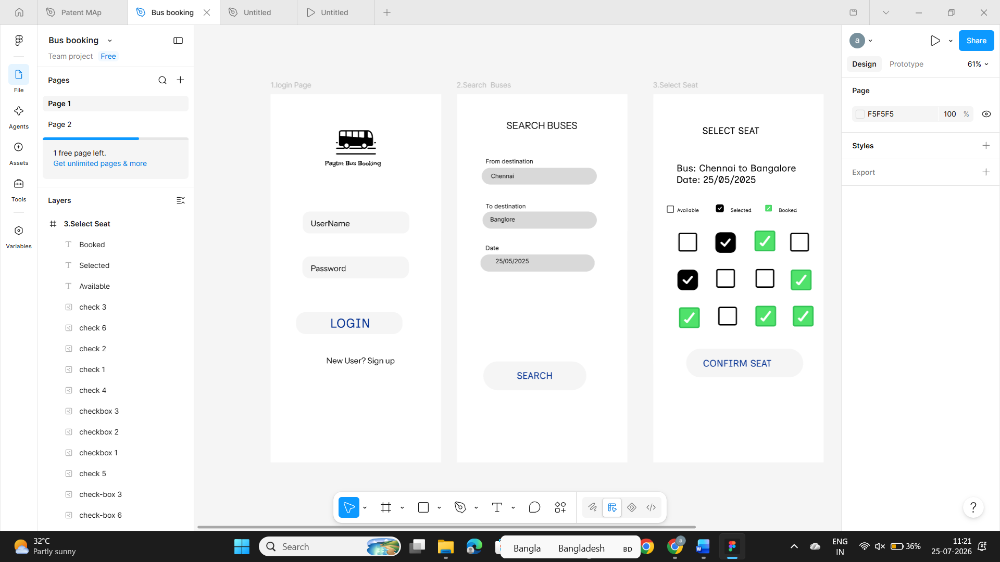 Patent MAp
Bus booking
Untitled
Untitled
Bus booking
Team project
Free
Pages
Page 1
Page 2
1 free page left.
Get unlimited pages & more
Layers
3.Select Seat
Booked
Selected
Available
check 3
check 6
check 2
check 1
check 4
checkbox 3
checkbox 2
checkbox 1
check 5
check-box 3
check-box 6
File
Agents
Assets
Tools
Variables
1.login Page
Paytm Bus Booking
UserName
Password
LOGIN
New User? Sign up
2.Search Buses
SEARCH BUSES
From destination
Chennai
To destination
Banglore
Date
25/05/2025
SEARCH
3.Select Seat
SELECT SEAT
Bus: Chennai to Bangalore
Date: 25/05/2025
Available
Selected
Booked
CONFIRM SEAT
a
Share
Design
Prototype
61%
Page
F5F5F5
100
%
Styles
Export
?
32°C
Partly sunny
Search
Bangla
Bangladesh
BD
a
W
ENG
IN
36%
11:21
25-07-2026